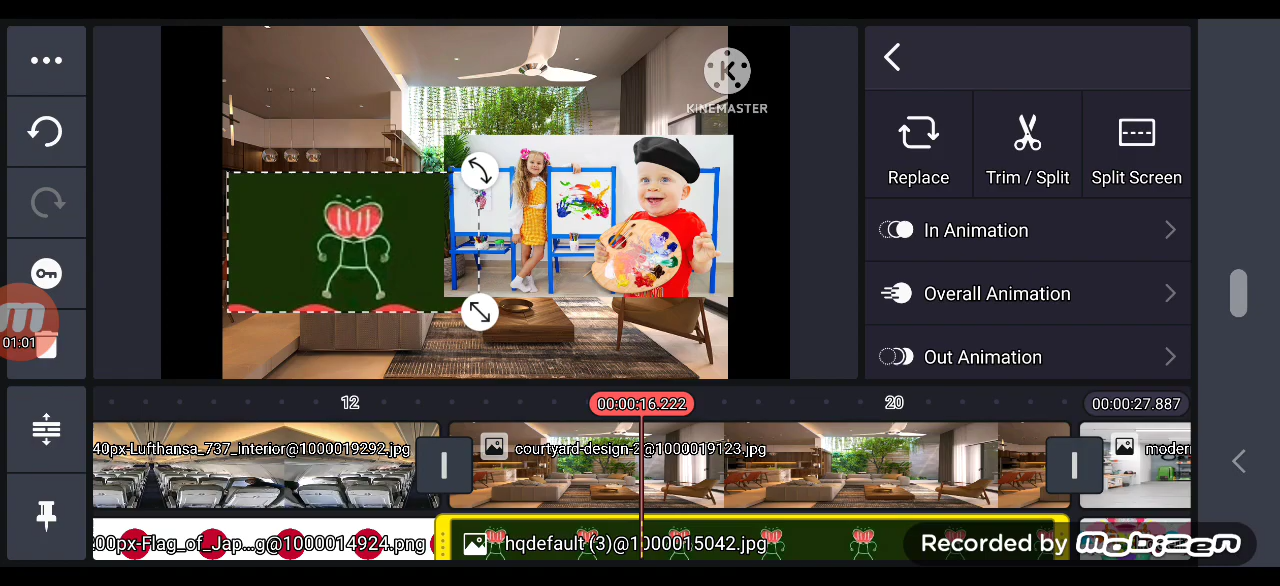 K
KINEMASTER
Replace
Trim / Split
Split Screen
In Animation
Overall Animation
Out Animation
m
01:01
12
00:00:16.222
20
00:00:27.887
40px-Lufthansa_737_interior@1000019292.jpg
courtyard-design-2@1000019123.jpg
00px-Flag_of_Jap...g@1000014924.png
hqdefault (3)@1000015042.jpg
Recorded by mobizen